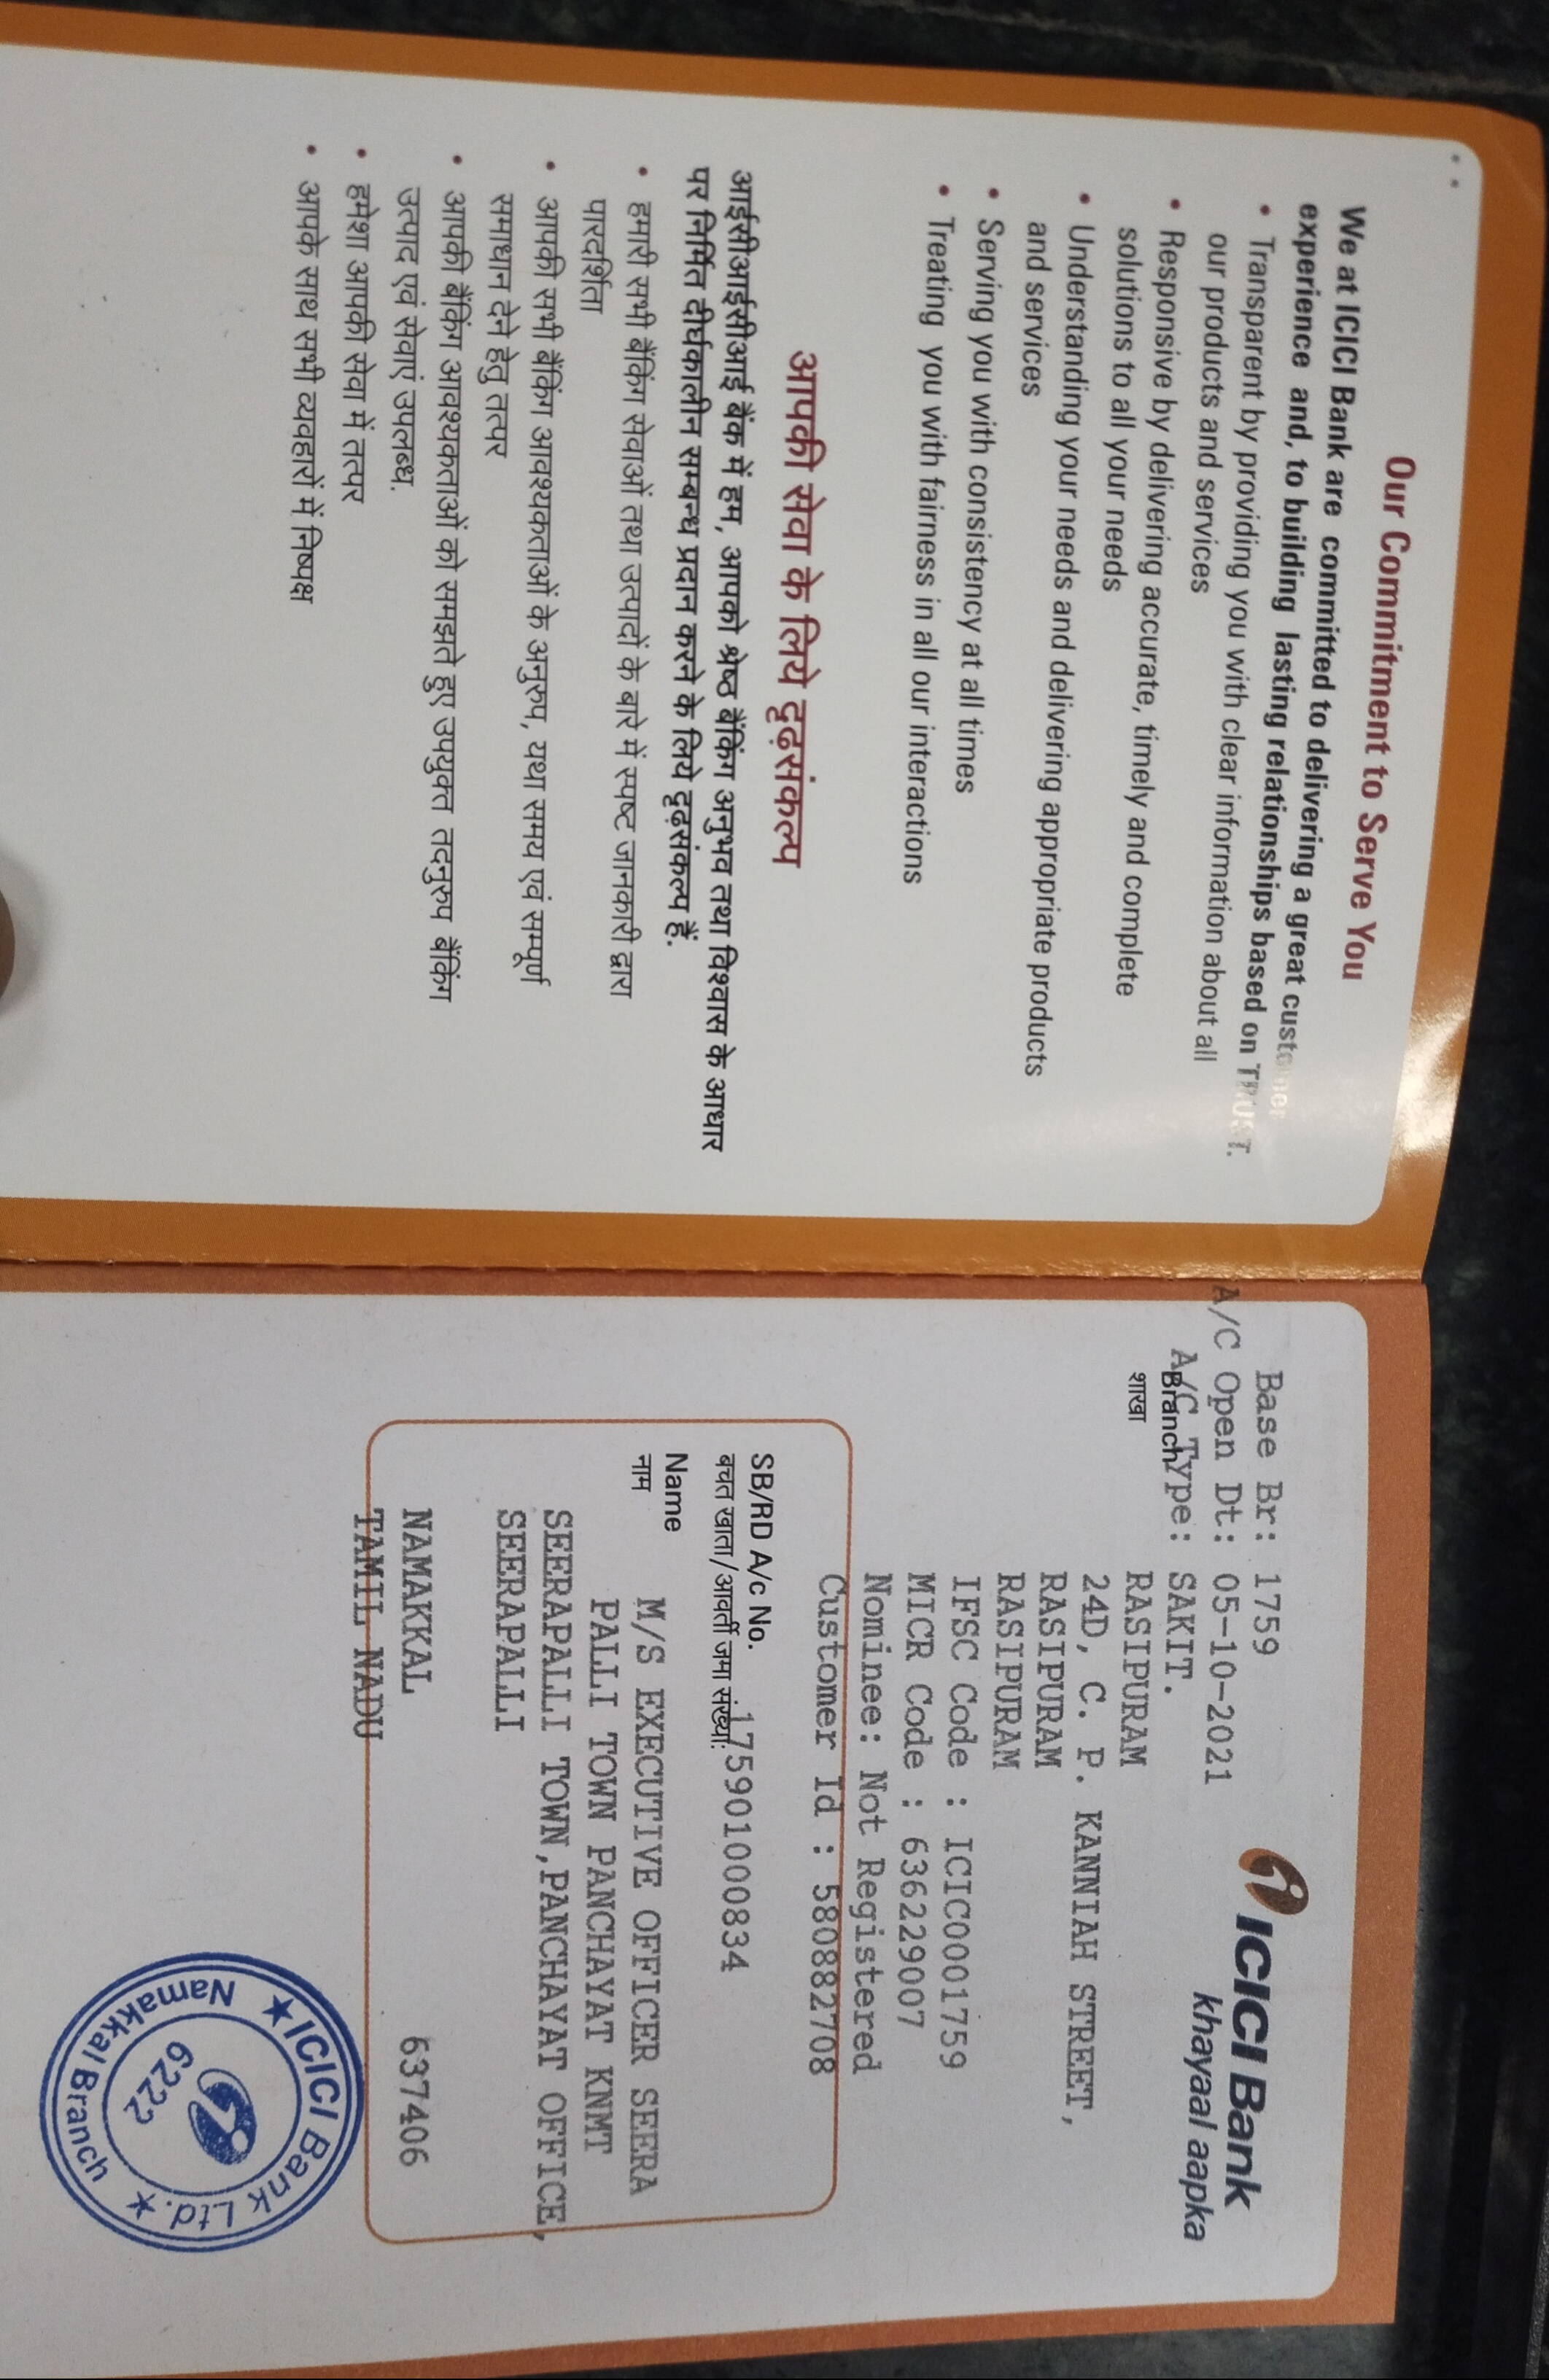 Our Commitment to Serve You
We at ICICI Bank are committed to delivering a great customer
experience and, to building lasting relationships based on TRUST.
• Transparent by providing you with clear information about all
our products and services
• Responsive by delivering accurate, timely and complete
solutions to all your needs
• Understanding your needs and delivering appropriate products
and services
• Serving you with consistency at all times
• Treating you with fairness in all our interactions
आपकी सेवा के लिये दृढ़संकल्प
आईसीआईसीआई बैंक में हम, आपको श्रेष्ठ बैंकिंग अनुभव तथा विश्वास के आधार
पर निर्मित दीर्घकालीन सम्बन्ध प्रदान करने के लिये दृढ़संकल्प हैं.
• हमारी सभी बैंकिंग सेवाओं तथा उत्पादों के बारे में स्पष्ट जानकारी द्वारा
पारदर्शिता
• आपकी सभी बैंकिंग आवश्यकताओं के अनुरुप, यथा समय एवं सम्पूर्ण
समाधान देने हेतु तत्पर
• आपकी बैंकिंग आवश्यकताओं को समझते हुए उपयुक्त तदनुरुप बैंकिंग
उत्पाद एवं सेवाएं उपलब्ध.
• हमेशा आपकी सेवा में तत्पर
• आपके साथ सभी व्यवहारों में निष्पक्ष
ICICI Bank
khayaal aapka
Base Br: 1759
A/C Open Dt: 05-10-2021
A/C Type: SAKIT.
Branch
शाखा
RASIPURAM
24D, C. P. KANNIAH STREET,
RASIPURAM
RASIPURAM
IFSC Code : ICIC0001759
MICR Code : 636229007
Nominee: Not Registered
Customer Id : 580882708
SB/RD A/c No.
बचत खाता/आवर्ती जमा संख्या: 175901000834
Name
नाम
M/S EXECUTIVE OFFICER SEERA
PALLI TOWN PANCHAYAT KNMT
SEERAPALLI TOWN,PANCHAYAT OFFICE,
SEERAPALLI
NAMAKKAL 637406
TAMIL NADU
ICICI Bank Ltd.
6222
Namakkal Branch